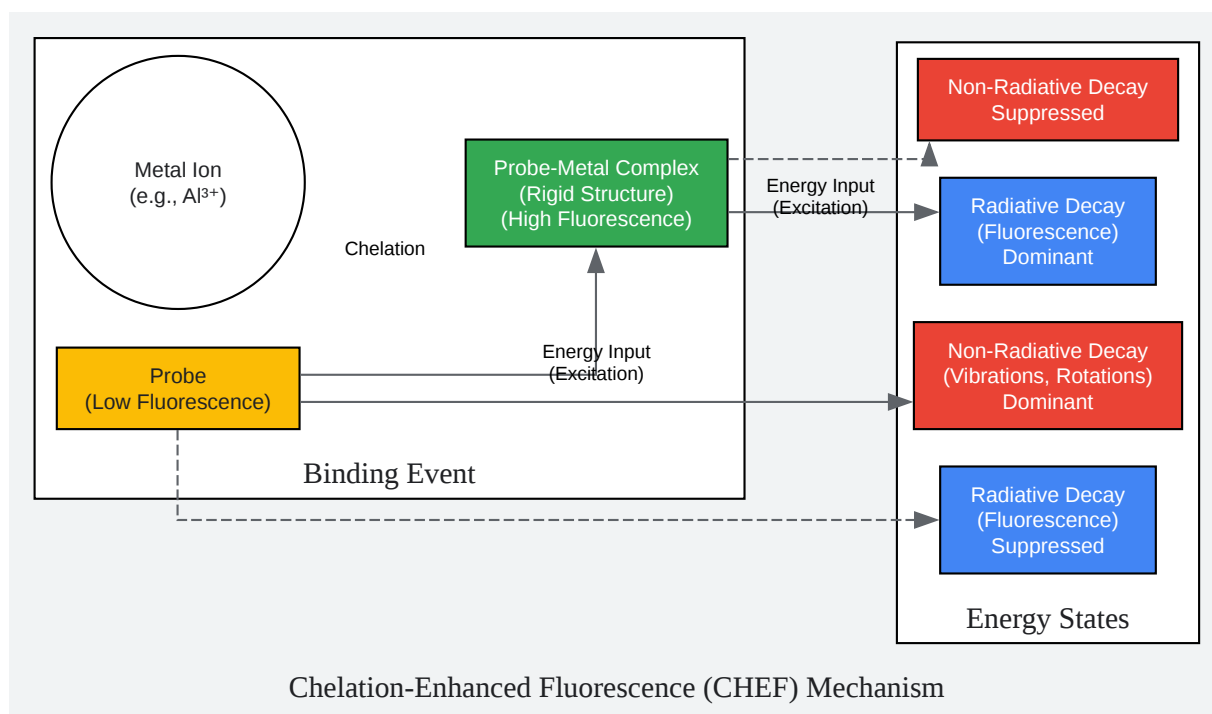 Metal Ion
(e.g., Al³⁺)
Chelation
Probe-Metal Complex
(Rigid Structure)
(High Fluorescence)
Energy Input
(Excitation)
Probe
(Low Fluorescence)
Energy Input
(Excitation)
Binding Event
Non-Radiative Decay
Suppressed
Radiative Decay
(Fluorescence)
Dominant
Non-Radiative Decay
(Vibrations, Rotations)
Dominant
Radiative Decay
(Fluorescence)
Suppressed
Energy States
Chelation-Enhanced Fluorescence (CHEF) Mechanism